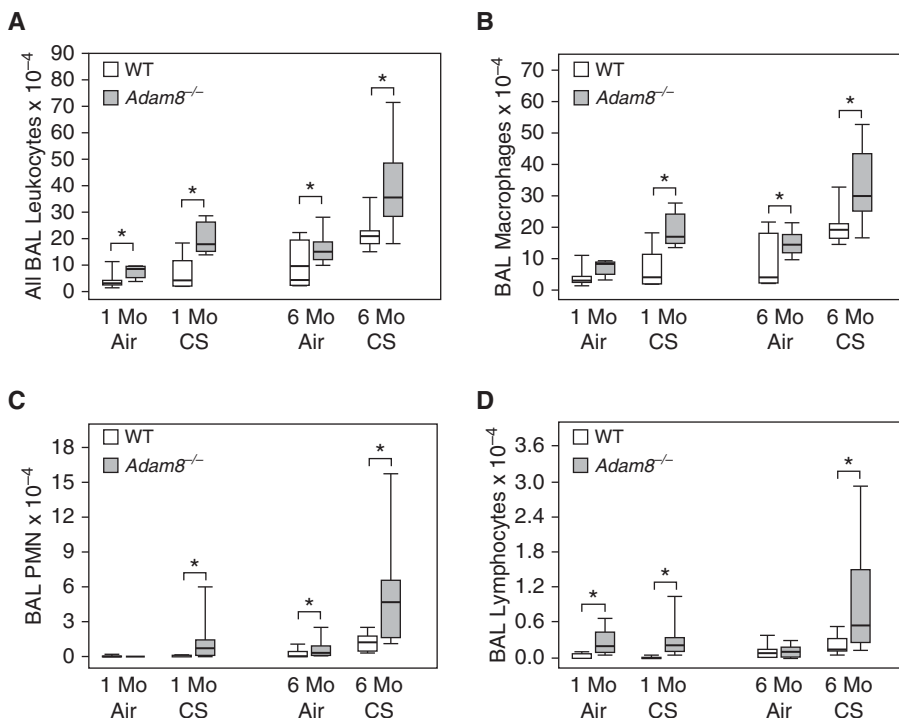 A
All BAL Leukocytes x 10⁻⁴
90
80
70
60
50
40
30
20
10
0
WT
Adam8⁻/⁻
*
*
*
*
1 Mo
Air
1 Mo
CS
6 Mo
Air
6 Mo
CS
B
BAL Macrophages x 10⁻⁴
70
60
50
40
30
20
10
0
WT
Adam8⁻/⁻
*
*
*
1 Mo
Air
1 Mo
CS
6 Mo
Air
6 Mo
CS
C
BAL PMN x 10⁻⁴
18
15
12
9
6
3
0
WT
Adam8⁻/⁻
*
*
*
1 Mo
Air
1 Mo
CS
6 Mo
Air
6 Mo
CS
D
BAL Lymphocytes x 10⁻⁴
3.6
3.0
2.4
1.8
1.2
0.6
0.0
WT
Adam8⁻/⁻
*
*
*
1 Mo
Air
1 Mo
CS
6 Mo
Air
6 Mo
CS